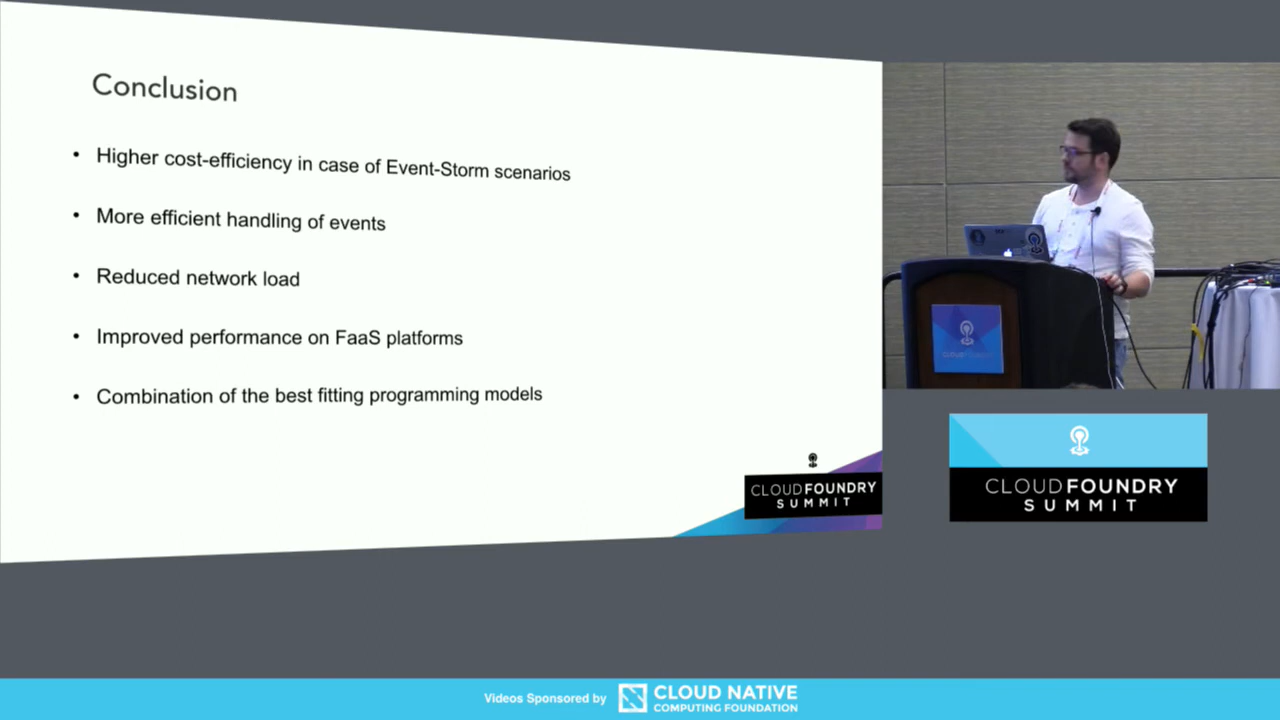 Conclusion
• Higher cost-efficiency in case of Event-Storm scenarios
• More efficient handling of events
• Reduced network load
• Improved performance on FaaS platforms
• Combination of the best fitting programming models
CLOUDFOUNDRY
SUMMIT
CLOUDFOUNDRY
CLOUDFOUNDRY
SUMMIT
Videos Sponsored by
CLOUD NATIVE
COMPUTING FOUNDATION